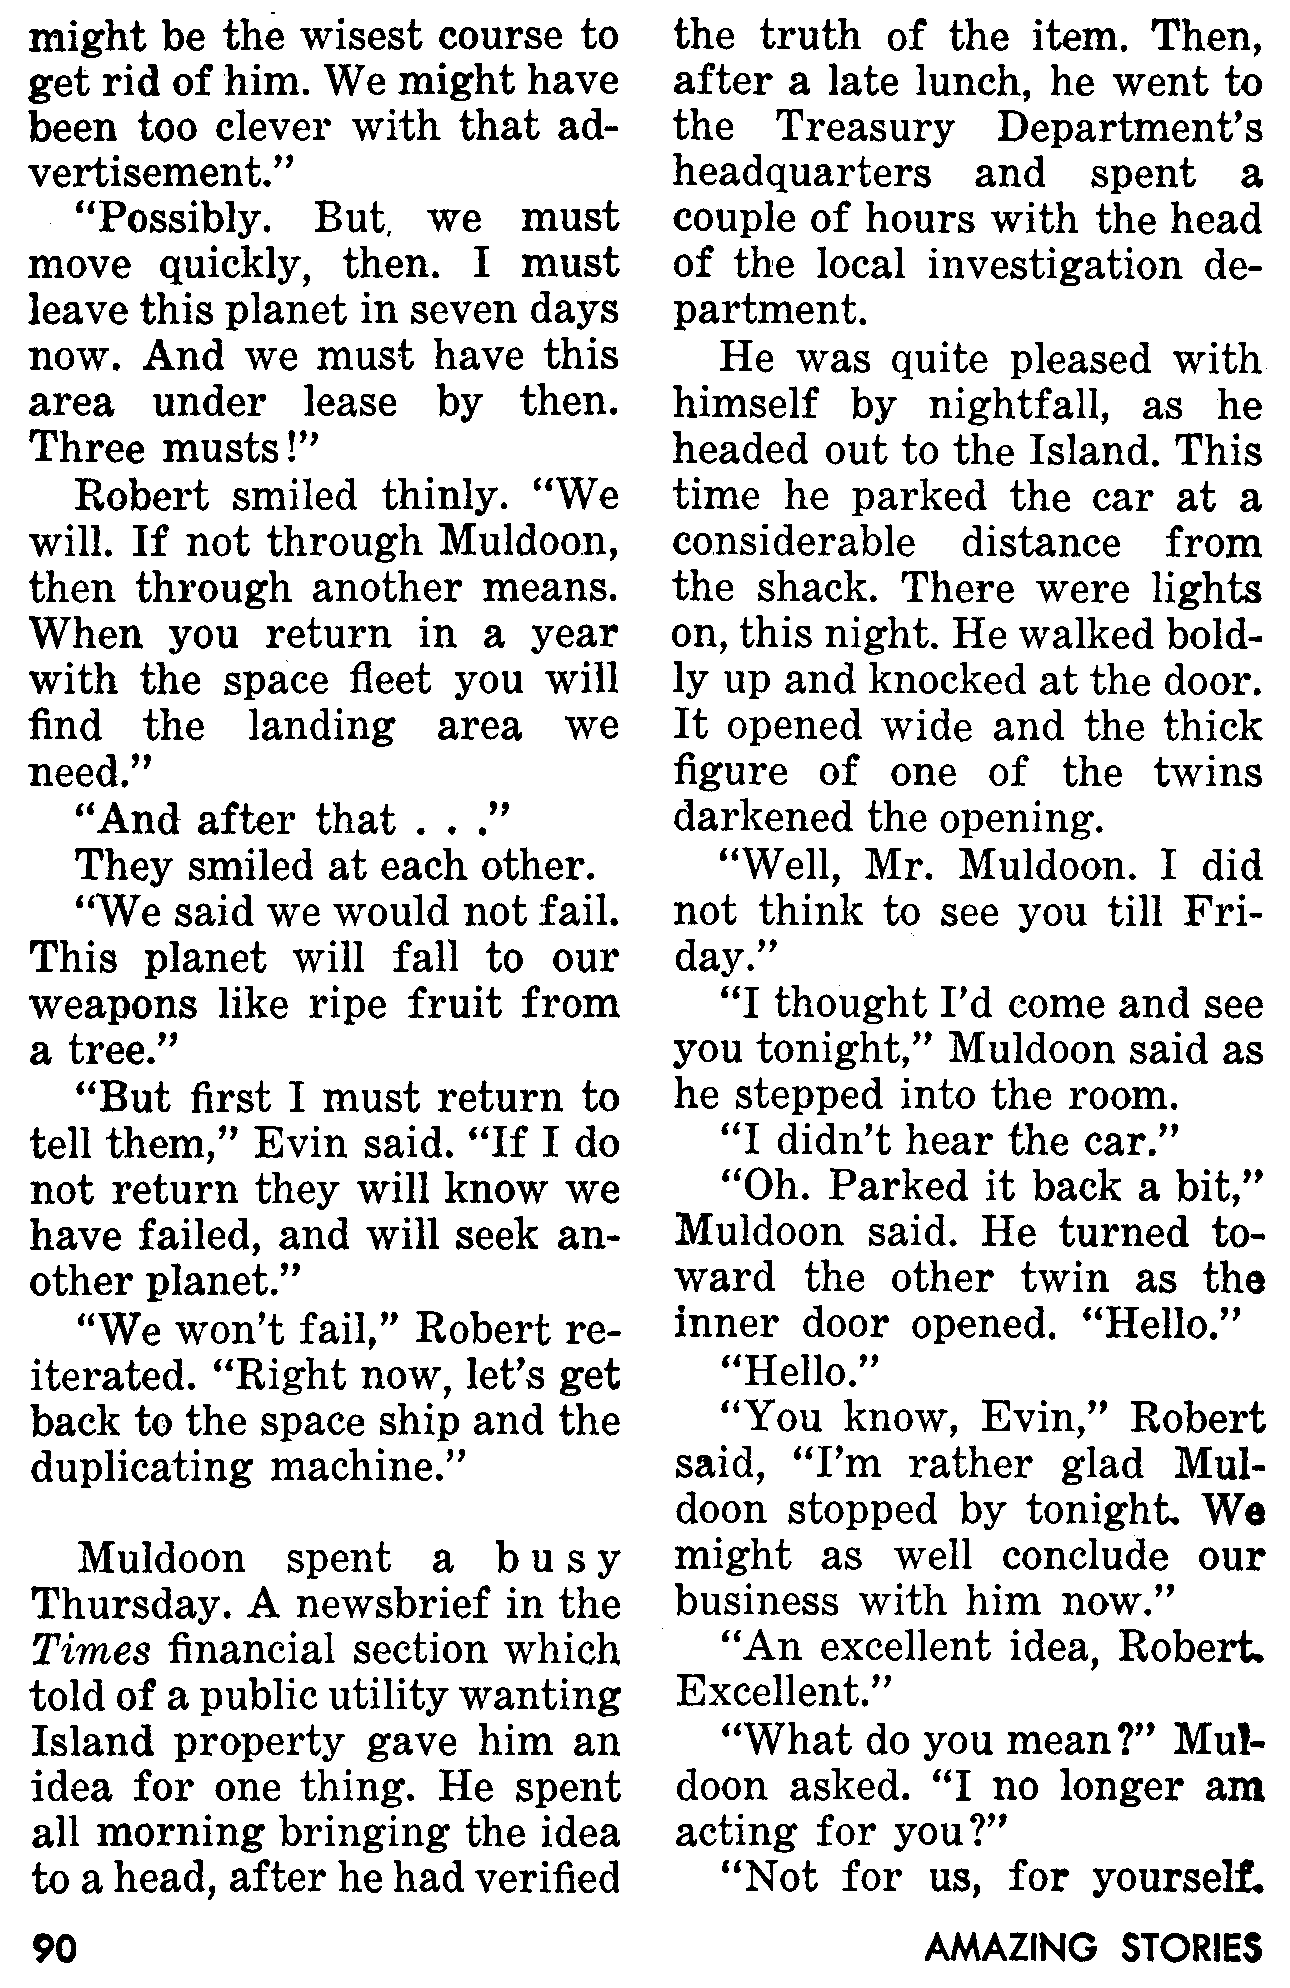 might be the wisest course to
get rid of him. We might have
been too clever with that ad-
vertisement."
"Possibly. But, we must
move quickly, then. I must
leave this planet in seven days
now. And we must have this
area under lease by then.
Three musts!"
Robert smiled thinly. "We
will. If not through Muldoon,
then through another means.
When you return in a year
with the space fleet you will
find the landing area we
need."
"And after that . . ."
They smiled at each other.
"We said we would not fail.
This planet will fall to our
weapons like ripe fruit from
a tree."
"But first I must return to
tell them," Evin said. "If I do
not return they will know we
have failed, and will seek an-
other planet."
"We won't fail," Robert re-
iterated. "Right now, let's get
back to the space ship and the
duplicating machine."
Muldoon spent a busy
Thursday. A newsbrief in the
Times financial section which
told of a public utility wanting
Island property gave him an
idea for one thing. He spent
all morning bringing the idea
to a head, after he had verified
the truth of the item. Then,
after a late lunch, he went to
the Treasury Department's
headquarters and spent a
couple of hours with the head
of the local investigation de-
partment.
He was quite pleased with
himself by nightfall, as he
headed out to the Island. This
time he parked the car at a
considerable distance from
the shack. There were lights
on, this night. He walked bold-
ly up and knocked at the door.
It opened wide and the thick
figure of one of the twins
darkened the opening.
"Well, Mr. Muldoon. I did
not think to see you till Fri-
day."
"I thought I'd come and see
you tonight," Muldoon said as
he stepped into the room.
"I didn't hear the car."
"Oh. Parked it back a bit,"
Muldoon said. He turned to-
ward the other twin as the
inner door opened. "Hello."
"Hello."
"You know, Evin," Robert
said, "I'm rather glad Mul-
doon stopped by tonight. We
might as well conclude our
business with him now."
"An excellent idea, Robert.
Excellent."
"What do you mean?" Mul-
doon asked. "I no longer am
acting for you?"
"Not for us, for yourself.
90
AMAZING STORIES